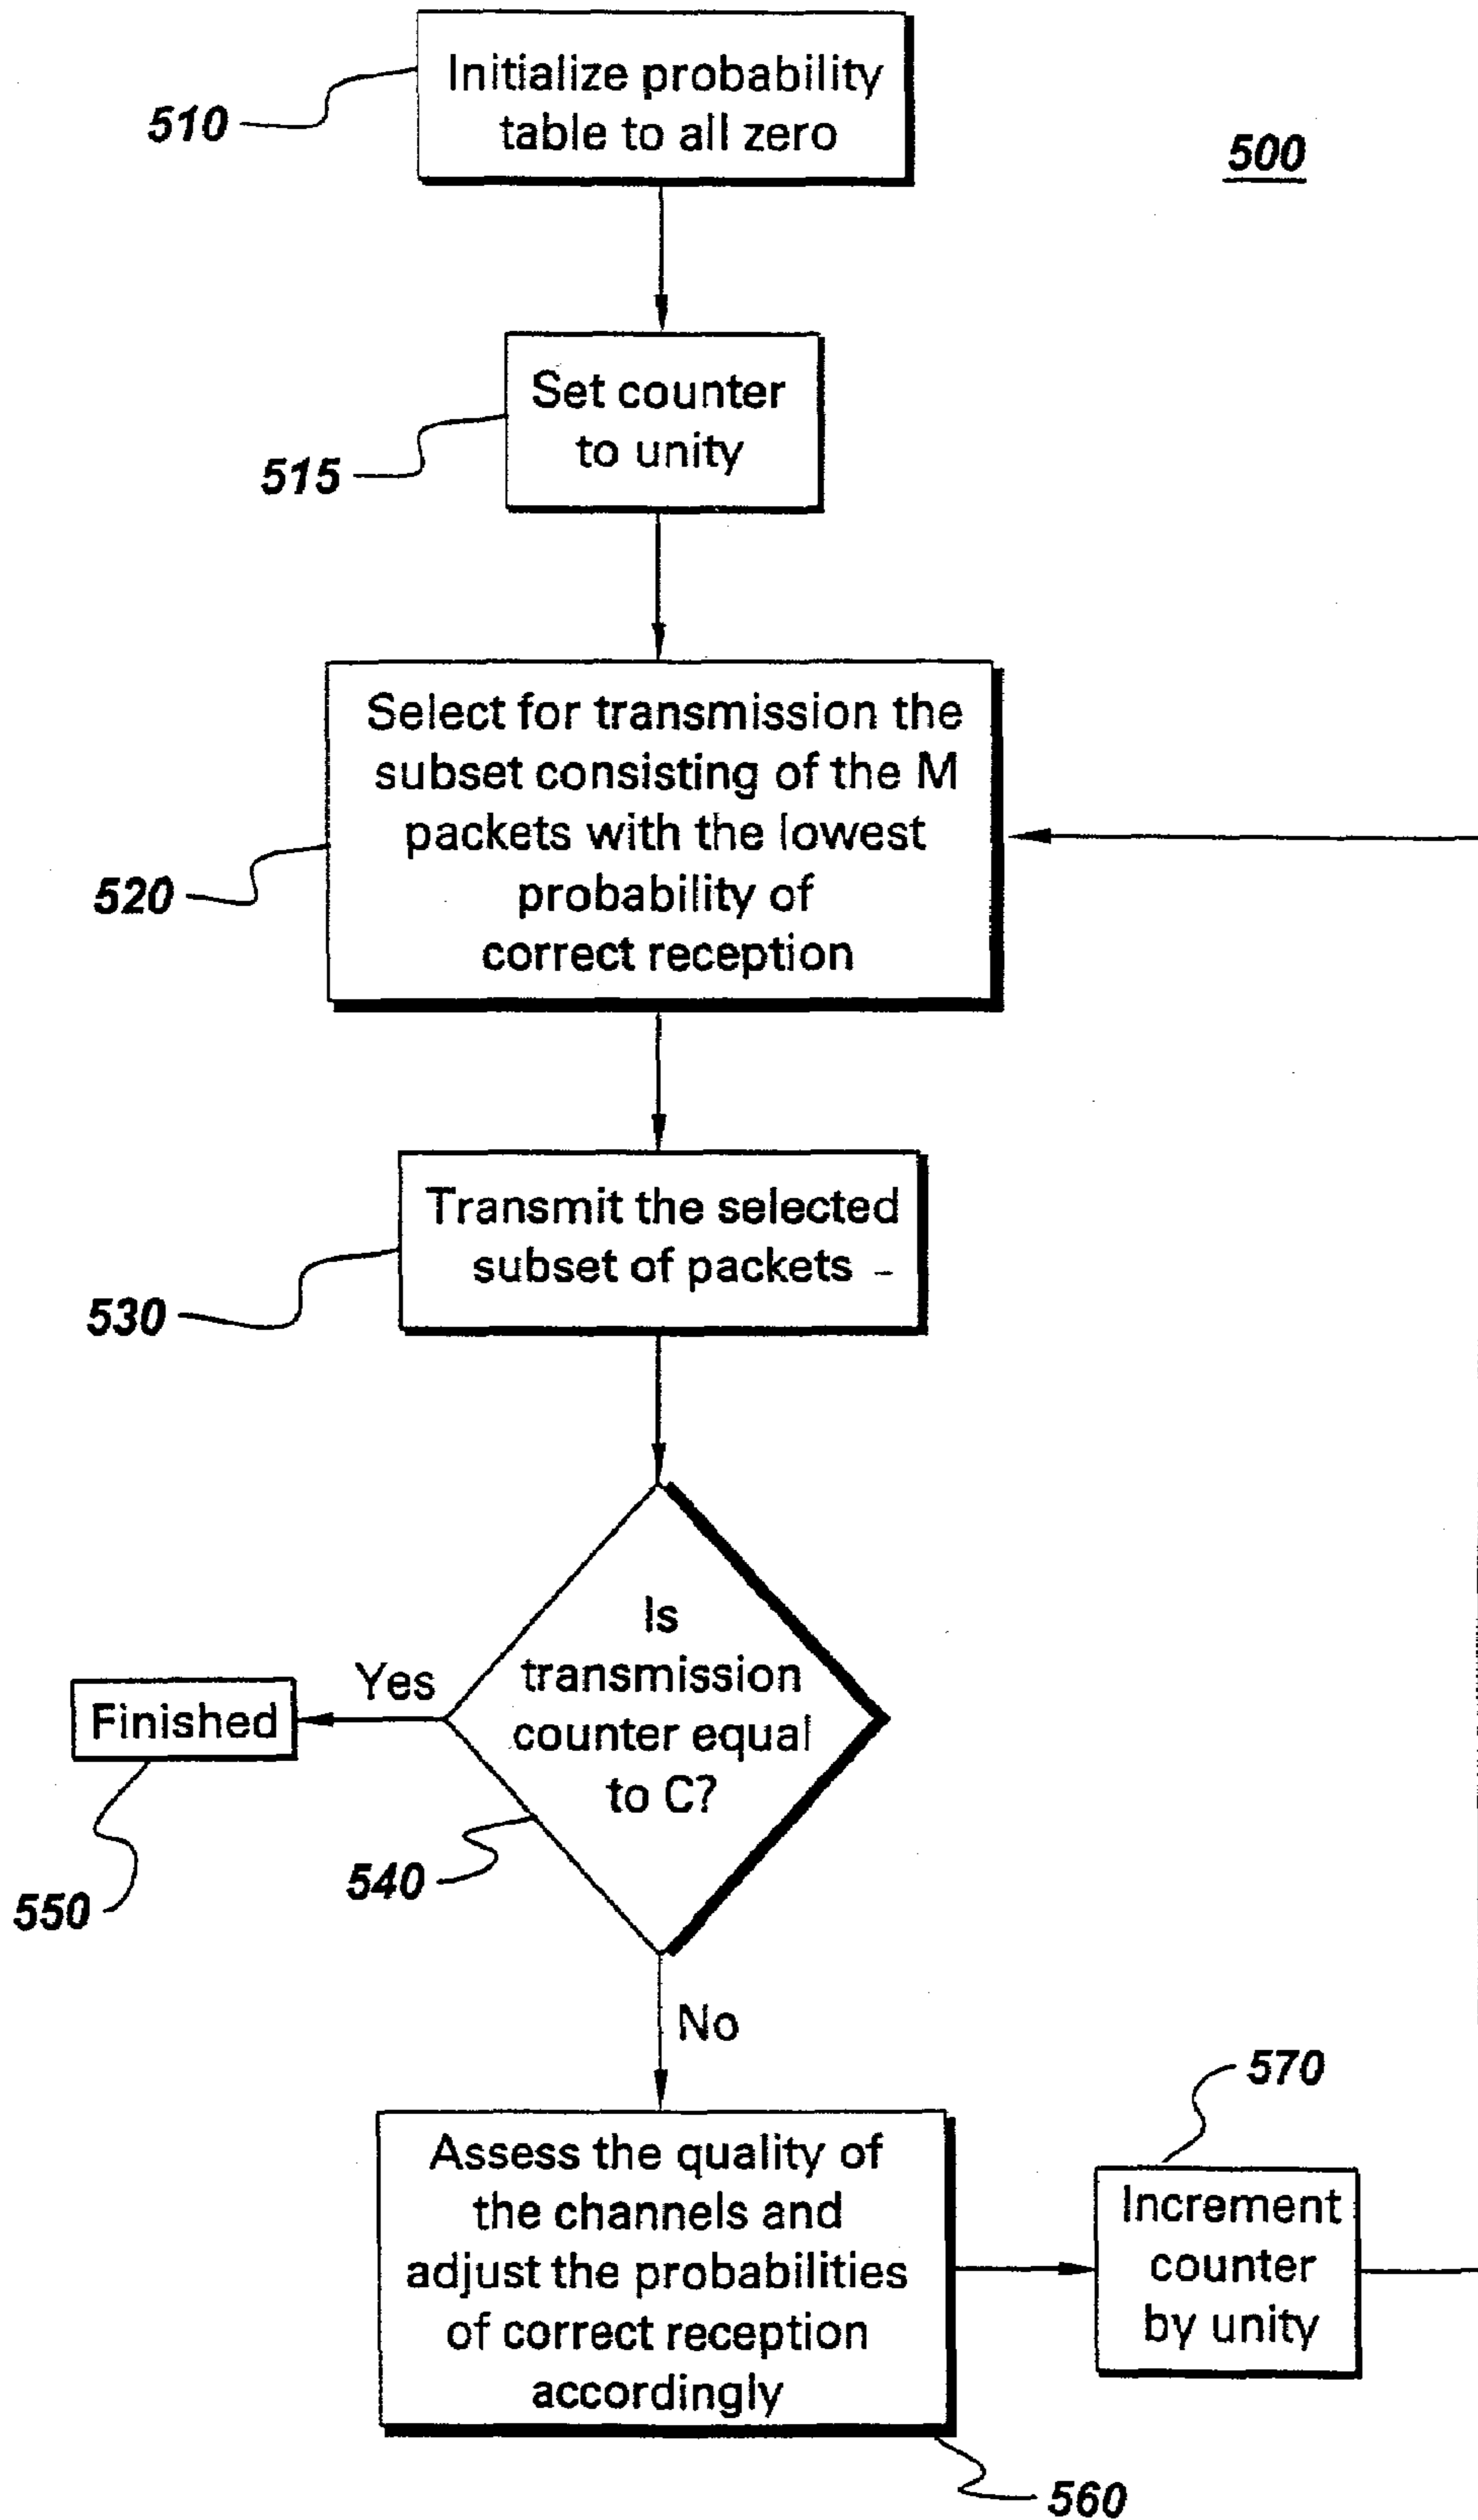 Initialize probability
table to all zero
510
500
Set counter
to unity
515
Select for transmission the
subset consisting of the M
packets with the lowest
probability of
correct reception
520
Transmit the selected
subset of packets
530
Is
transmission
counter equal
to C?
Yes
Finished
540
550
No
570
Assess the quality of
the channels and
adjust the probabilities
of correct reception
accordingly
Increment
counter
by unity
560